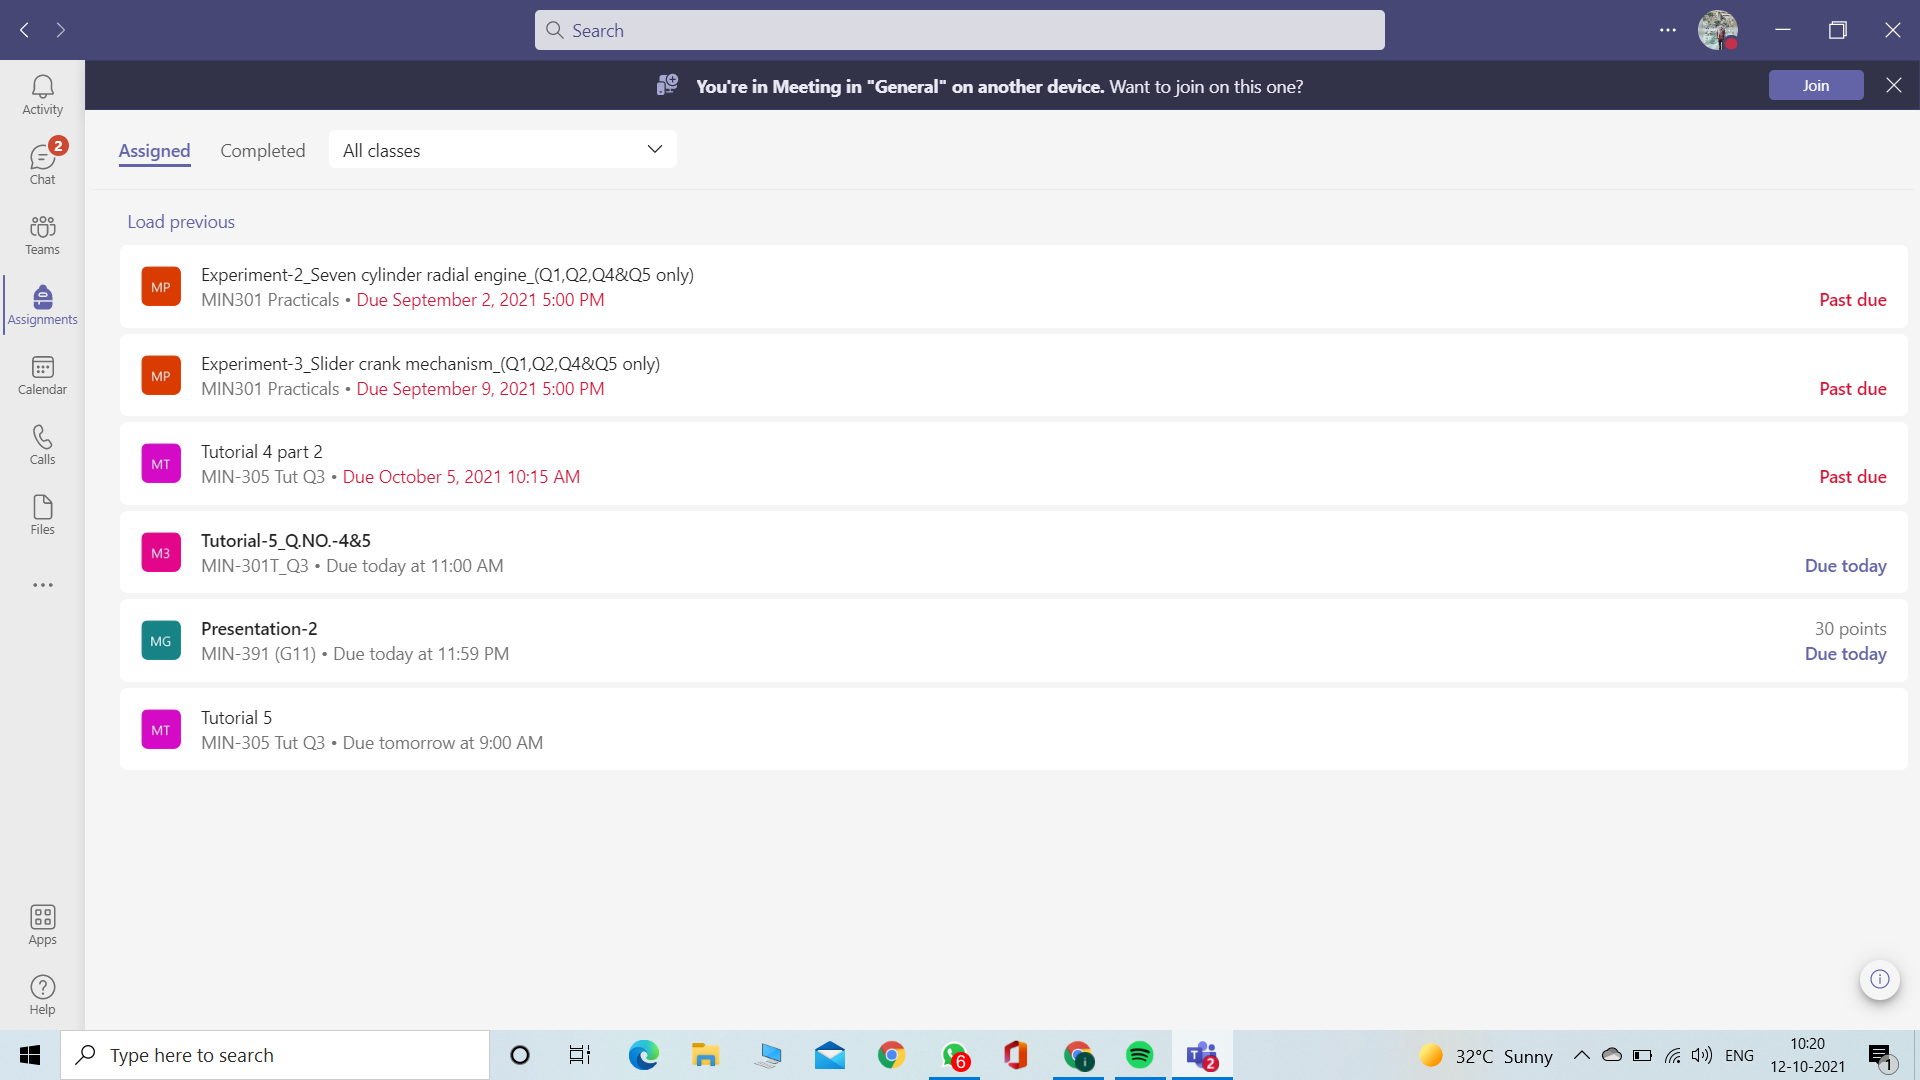 Search
You're in Meeting in "General" on another device. Want to join on this one?
Join
Activity
2
Chat
Teams
Assignments
Calendar
Calls
Files
Apps
Help
Assigned
Completed
All classes
Load previous
MP
Experiment-2_Seven cylinder radial engine_(Q1,Q2,Q4&Q5 only)
MIN301 Practicals • Due September 2, 2021 5:00 PM
Past due
MP
Experiment-3_Slider crank mechanism_(Q1,Q2,Q4&Q5 only)
MIN301 Practicals • Due September 9, 2021 5:00 PM
Past due
MT
Tutorial 4 part 2
MIN-305 Tut Q3 • Due October 5, 2021 10:15 AM
Past due
M3
Tutorial-5_Q.NO.-4&5
MIN-301T_Q3 • Due today at 11:00 AM
Due today
MG
Presentation-2
30 points
MIN-391 (G11) • Due today at 11:59 PM
Due today
MT
Tutorial 5
MIN-305 Tut Q3 • Due tomorrow at 9:00 AM
Type here to search
6
2
32°C Sunny
ENG
10:20
12-10-2021
1